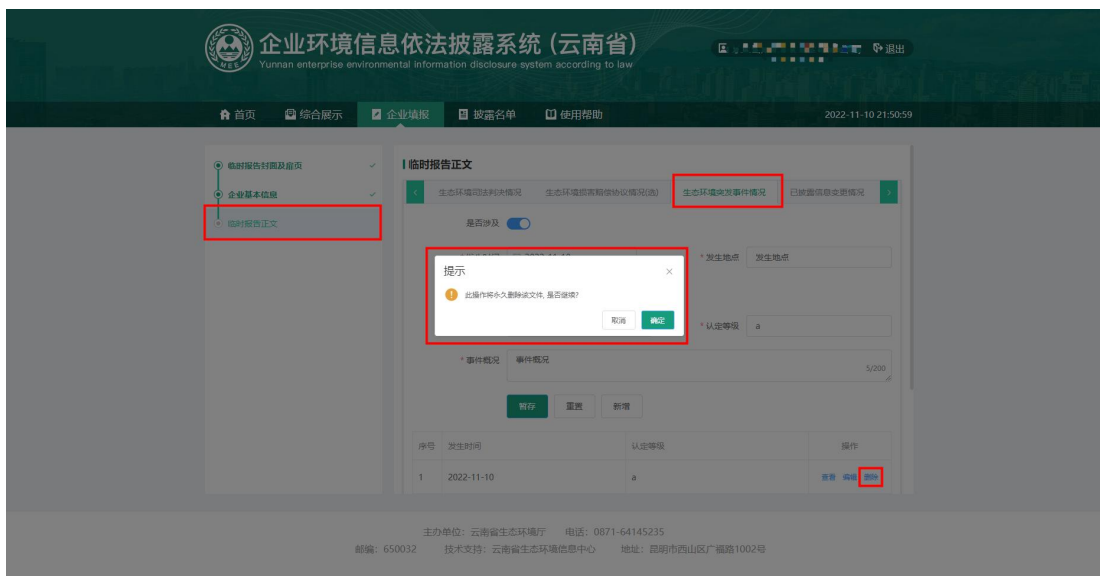 企业环境信息依法披露系统 (云南省)
Yunnan enterprise environmental information disclosure system according to law
退出
MEE
首页 综合展示 企业填报 披露名单 使用帮助 2022-11-10 21:50:59
临时报告封面及扉页
企业基本信息
临时报告正文
临时报告正文
生态环境司法判决情况 生态环境损害赔偿协议情况(选) 生态环境突发事件情况 已披露信息变更情况
是否涉及
* 发生地点 发生地点
提示
此操作将永久删除该文件, 是否继续?
取消 确定
* 认定等级 a
* 事件概况 事件概况
5/200
暂存 重置 新增
序号 发生时间 认定等级 操作
1 2022-11-10 a 查看 编辑 删除
主办单位：云南省生态环境厅 电话：0871-64145235
邮编：650032 技术支持：云南省生态环境信息中心 地址：昆明市西山区广福路1002号